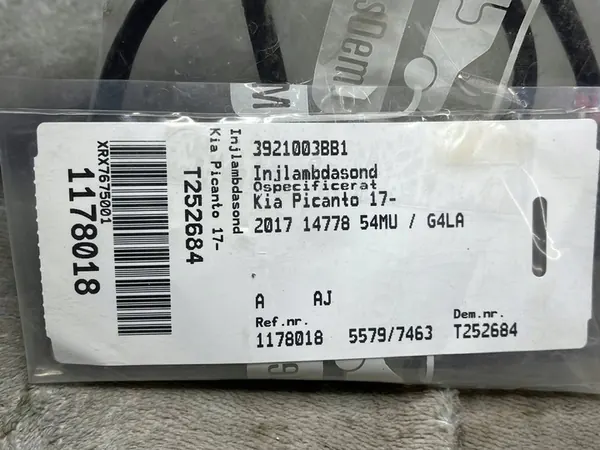 sDeme
M
XRX7675001
1178018
T252684
Kia Picanto 17-
Injlambdasond
3921003BB1
Injlambdasond
Ospecificerat
Kia Picanto 17-
2017 14778 54MU / G4LA
A AJ
Ref.nr. Dem.nr.
1178018 5579/7463 T252684